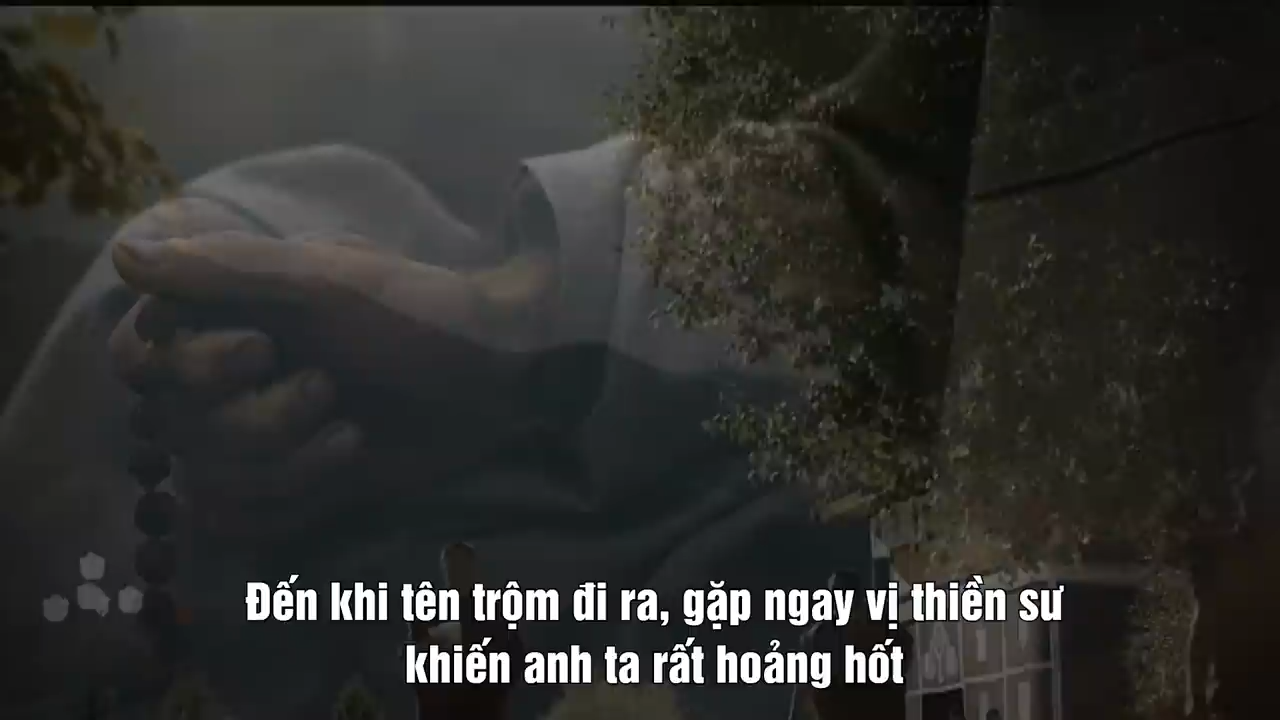 Đến khi tên trộm đi ra, gặp ngay vị thiền sư
khiến anh ta rất hoảng hốt